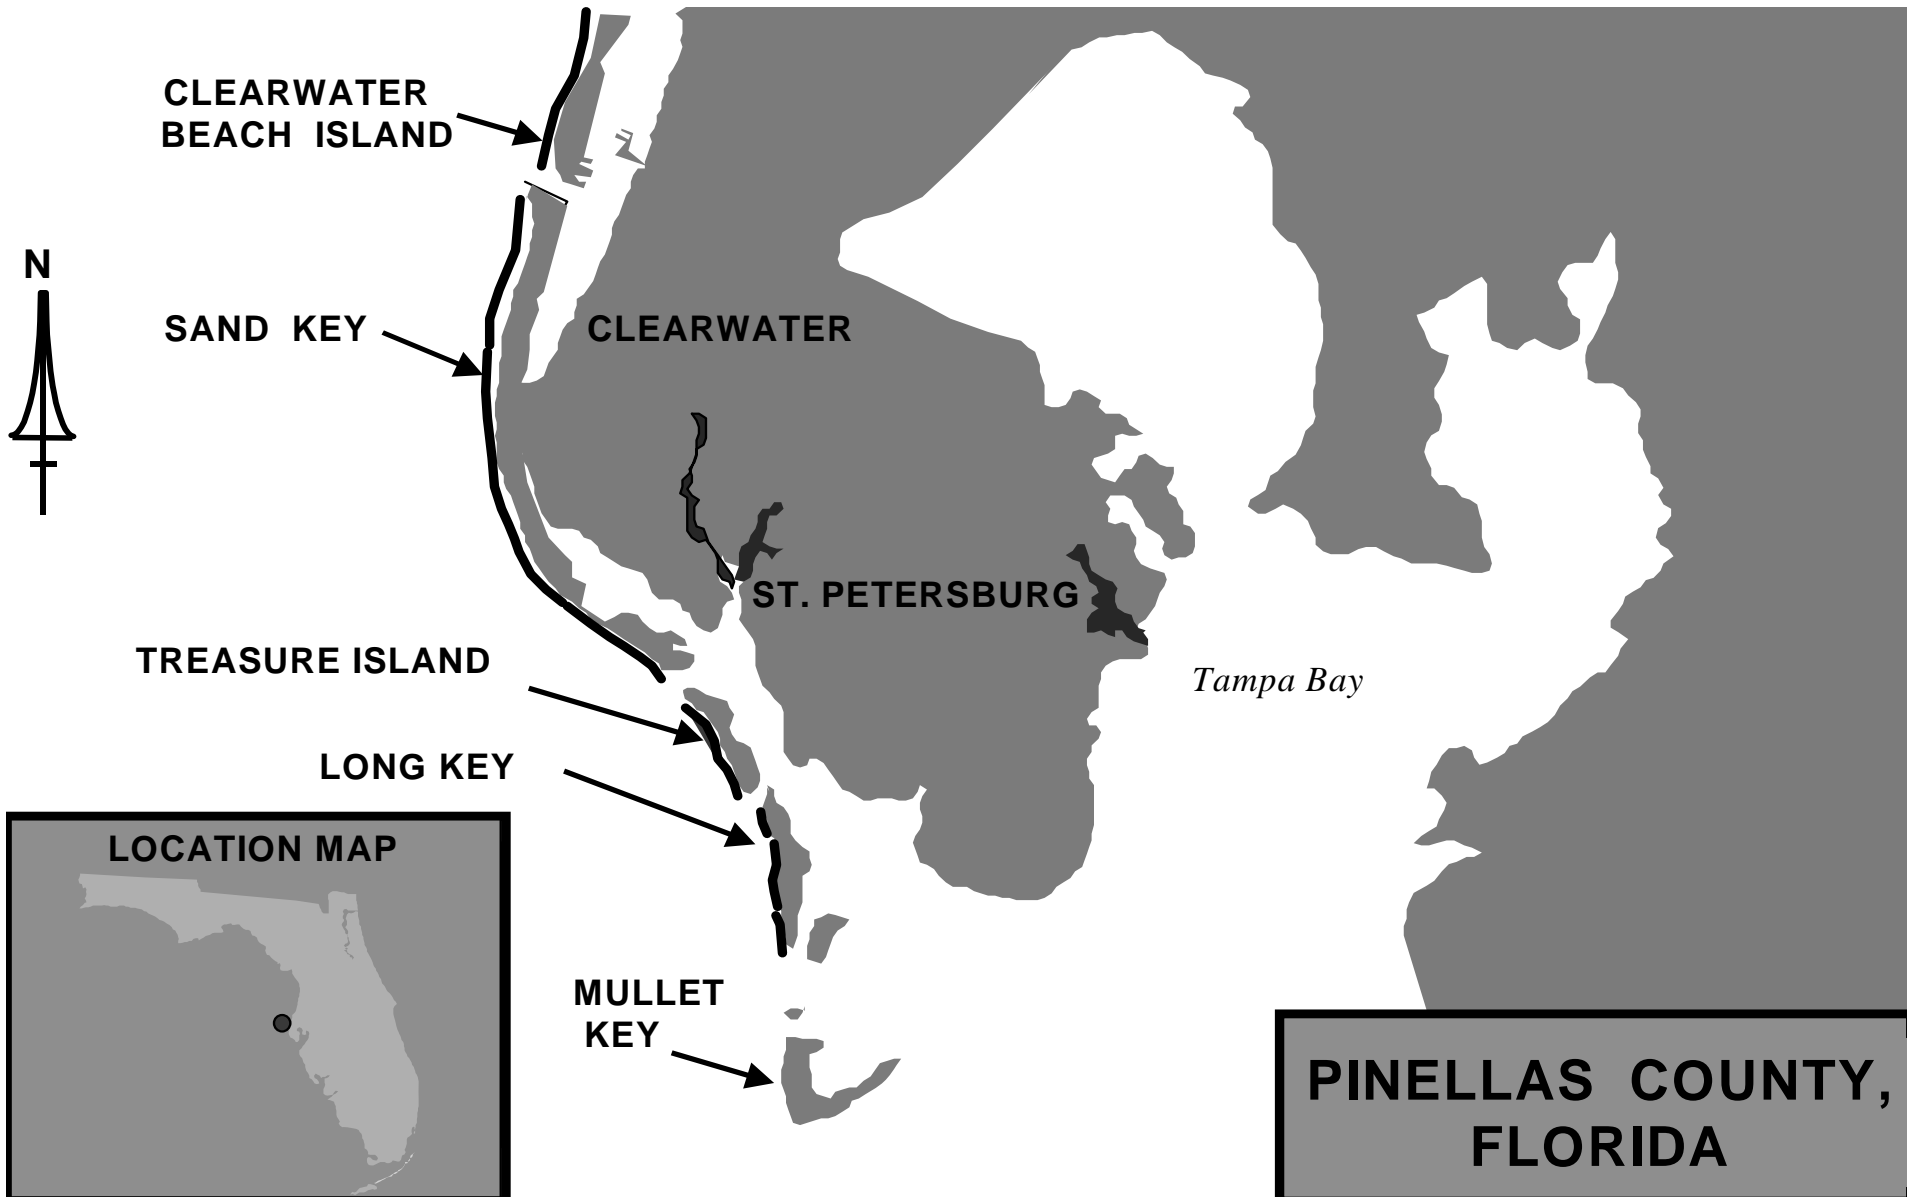 CLEARWATER
BEACH ISLAND
N
SAND KEY
CLEARWATER
ST. PETERSBURG
TREASURE ISLAND
Tampa Bay
LONG KEY
LOCATION MAP
MULLET
KEY
PINELLAS COUNTY,
FLORIDA